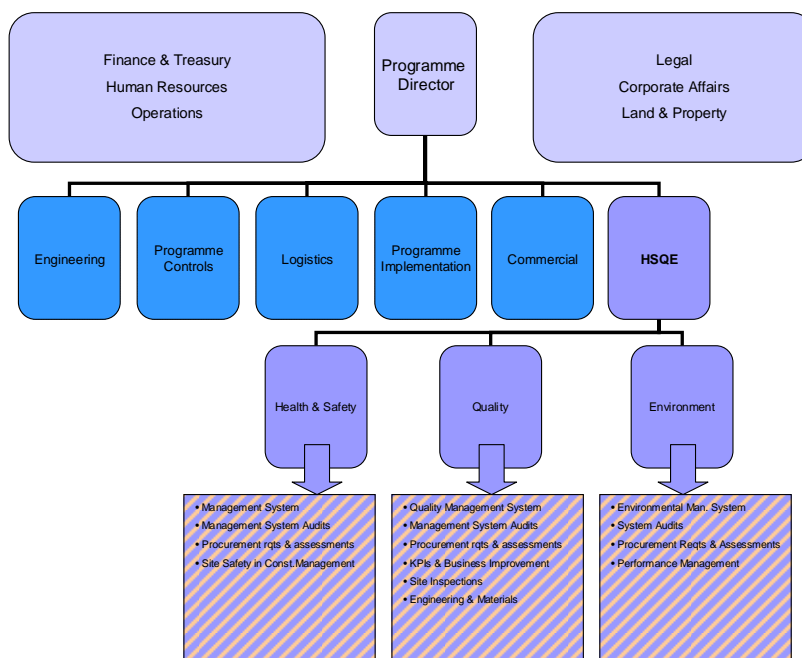 Finance & Treasury
Human Resources
Operations
Programme
Director
Legal
Corporate Affairs
Land & Property
Engineering
Programme
Controls
Logistics
Programme
Implementation
Commercial
HSQE
Health & Safety
Quality
Environment
• Management System
• Management System Audits
• Procurement rqts & assessments
• Site Safety in Const.Management
• Quality Management System
• Management System Audits
• Procurement rqts & assessments
• KPIs & Business Improvement
• Site Inspections
• Engineering & Materials
• Environmental Man. System
• System Audits
• Procurement Reqts & Assessments
• Performance Management